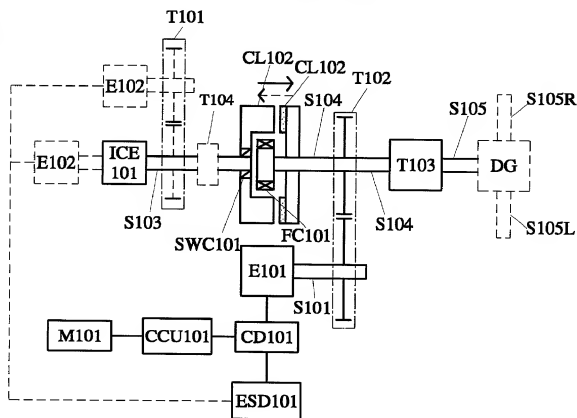 T101
CL102
CL102
T102
E102
T104
S104
S105
S105R
E102
ICE
101
T103
DG
S103
SWC101
FC101
S104
S105L
E101
S101
M101
CCU101
CD101
ESD101